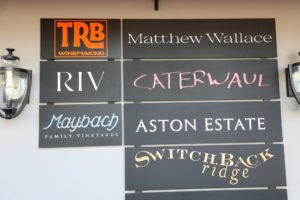 TRB
WINEMAKING
Matthew Wallace
RIV
CATERWAUL
Maybach
FAMILY VINEYARDS
ASTON ESTATE
SWITCHBACK
ridge